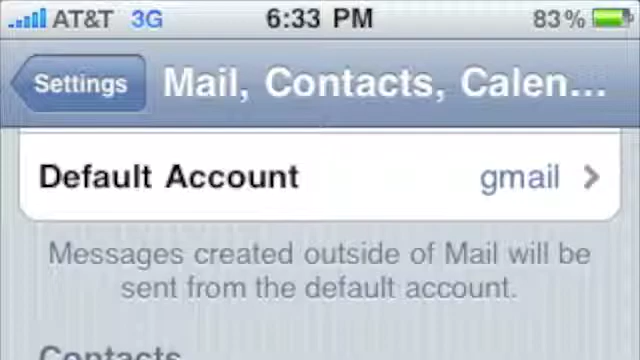 AT&T 3G 6:33 PM 83%
Settings Mail, Contacts, Calen...
Default Account gmail
Messages created outside of Mail will be
sent from the default account.
Contacts